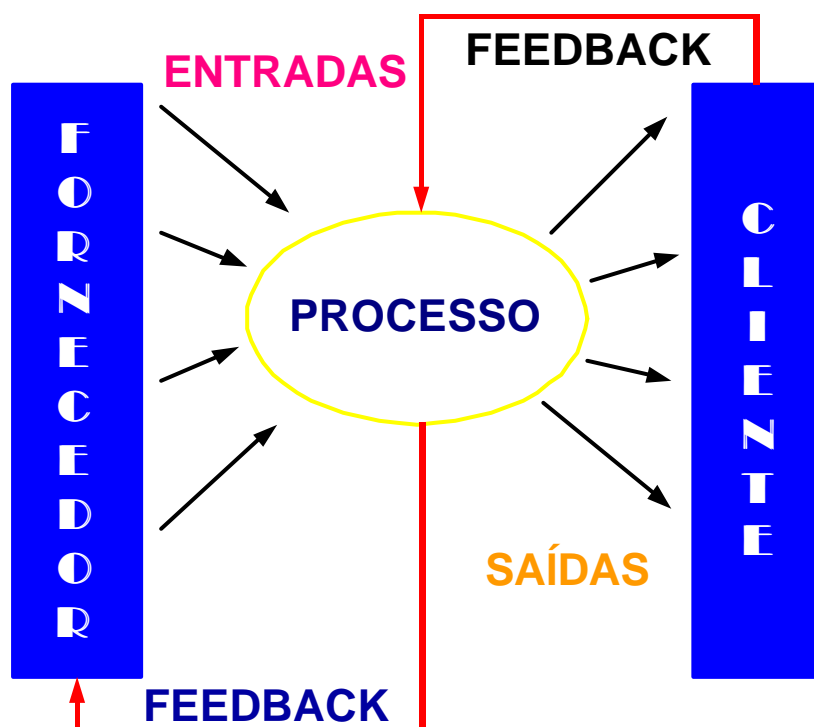 FEEDBACK
ENTRADAS
FORNECEDOR
PROCESSO
CLIENTE
SAÍDAS
FEEDBACK